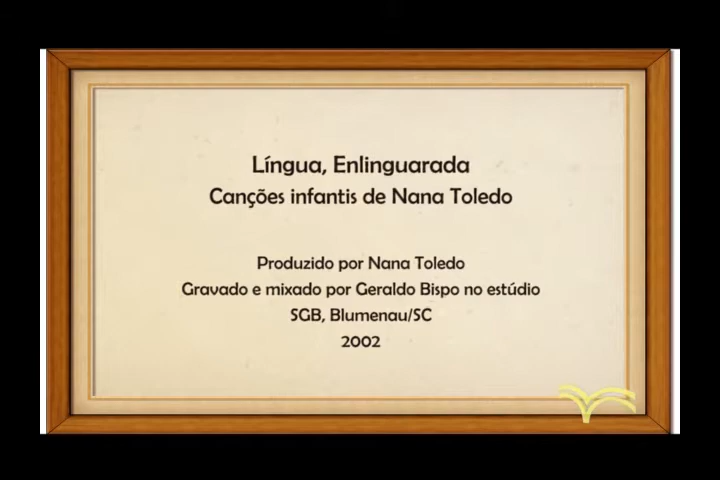 Língua, Enlinguarada
Canções infantis de Nana Toledo
Produzido por Nana Toledo
Gravado e mixado por Geraldo Bispo no estúdio
SGB, Blumenau/SC
2002